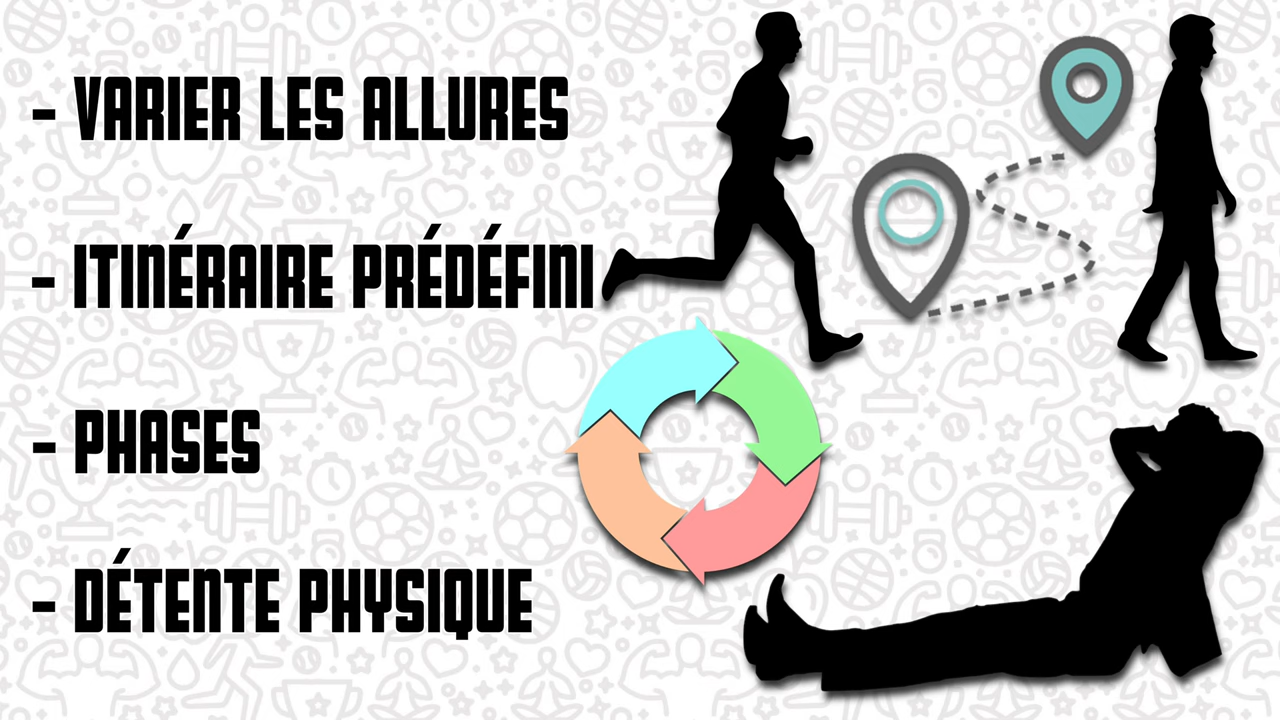 - VARIER LES ALLURES
- ITINÉRAIRE PRÉDÉFINI
- PHASES
- DÉTENTE PHYSIQUE